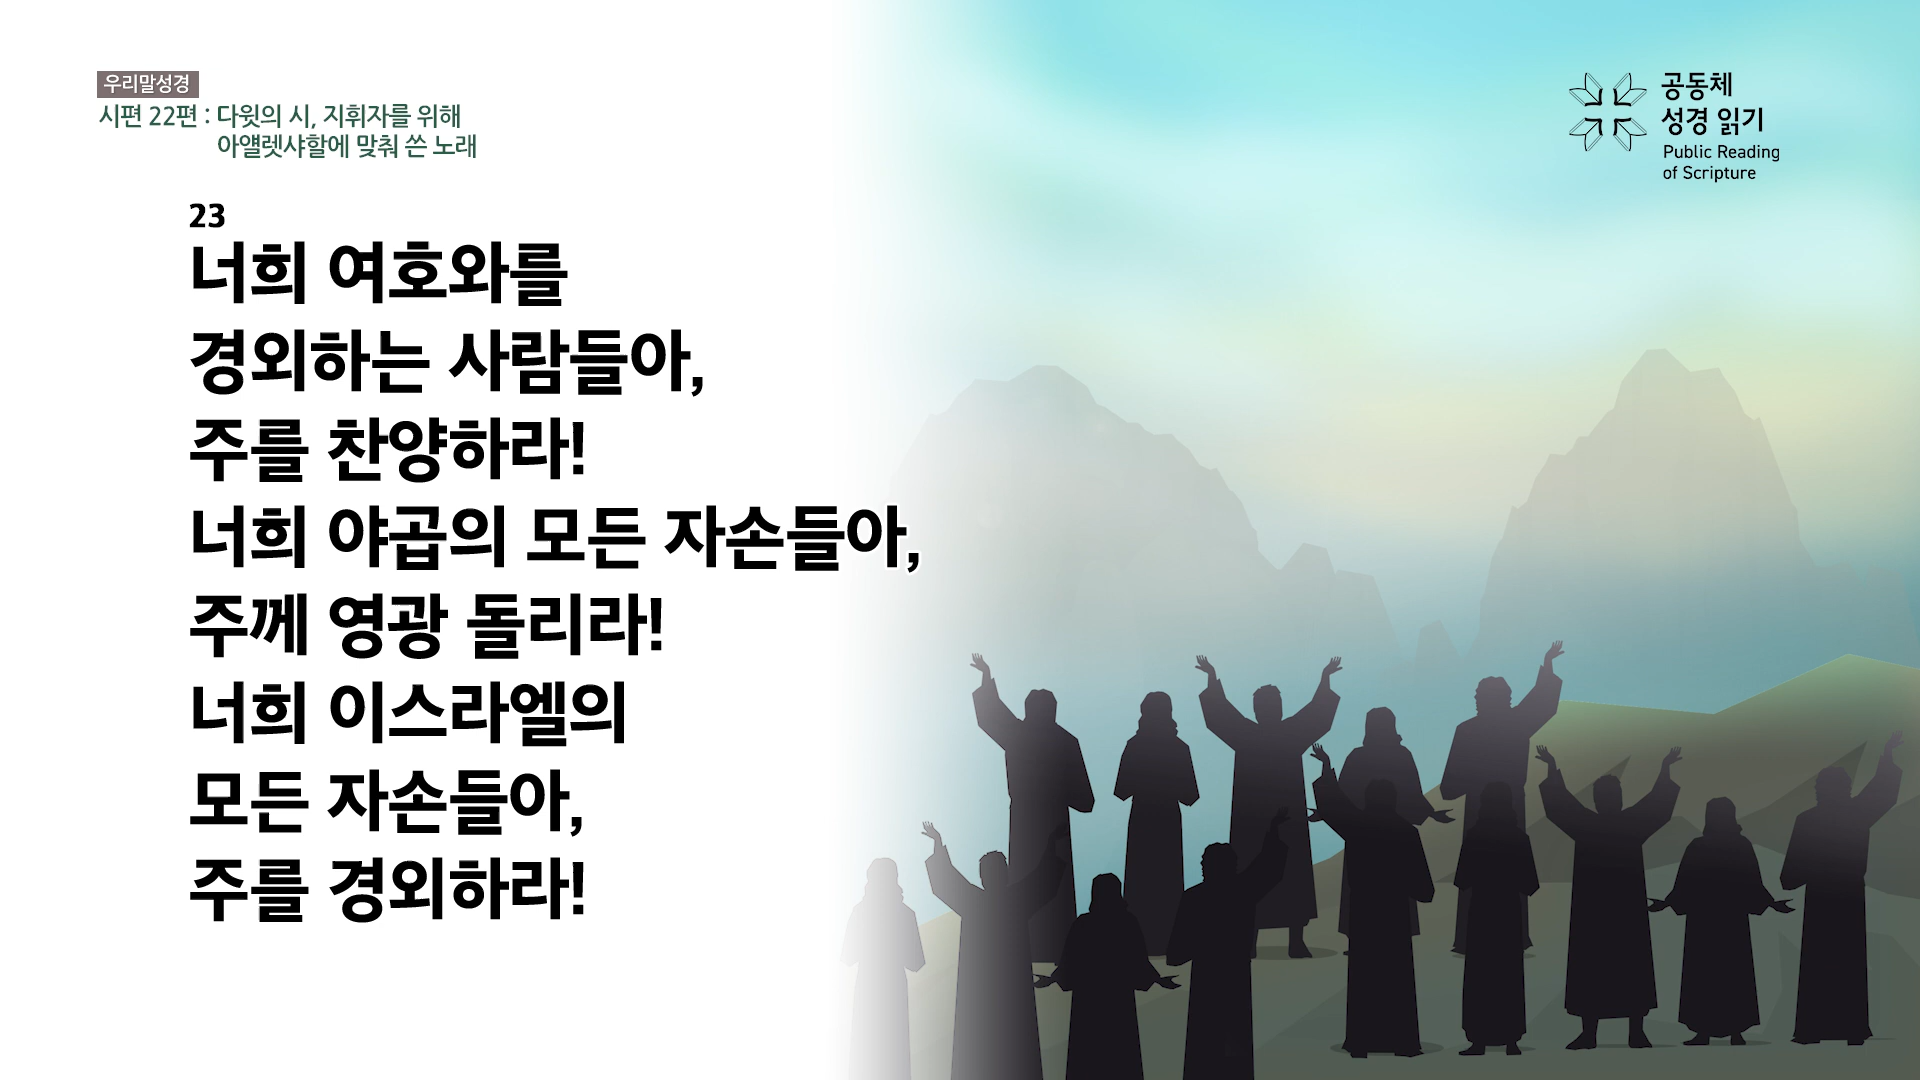 우리말성경
시편 22편 : 다윗의 시, 지휘자를 위해
아얠렛샤할에 맞춰 쓴 노래
공동체
성경 읽기
Public Reading
of Scripture
23
너희 여호와를
경외하는 사람들아,
주를 찬양하라!
너희 야곱의 모든 자손들아,
주께 영광 돌리라!
너희 이스라엘의
모든 자손들아,
주를 경외하라!